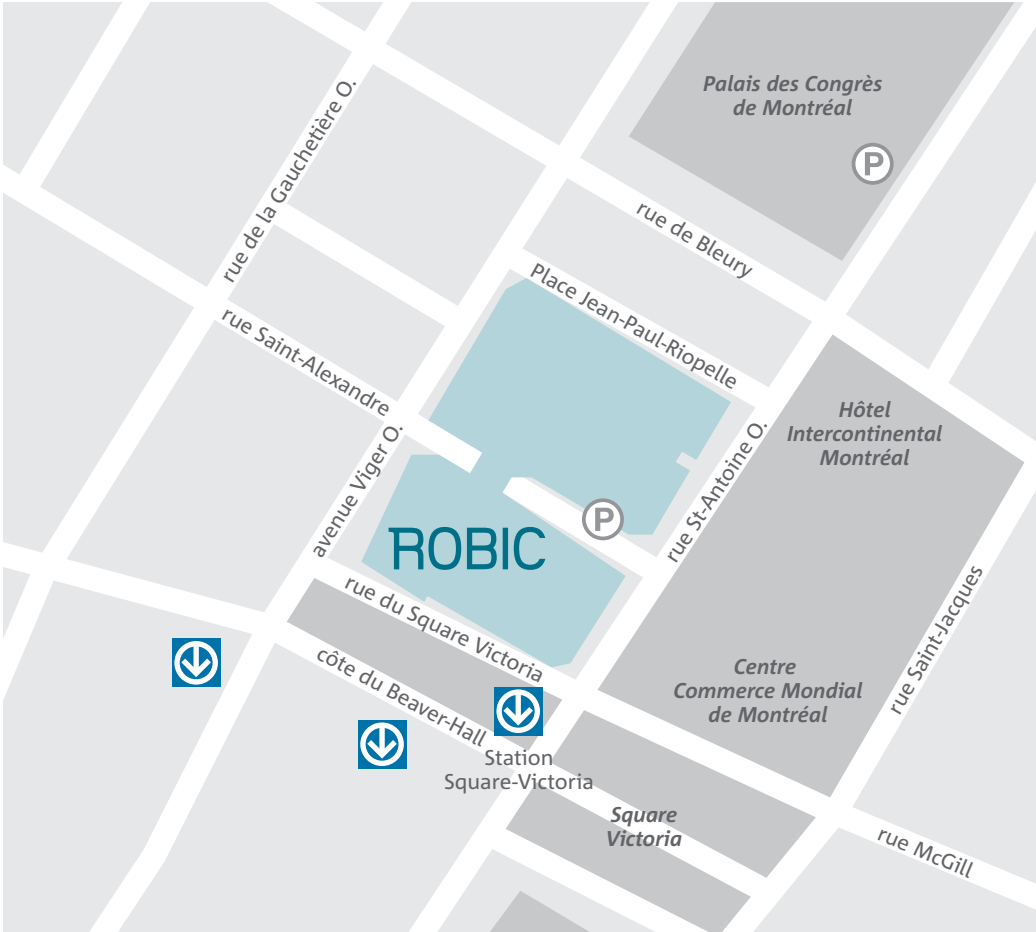 Palais des Congrès
de Montréal
P
rue de la Gauchetière O.
rue de Bleury
Place Jean-Paul-Riopelle
rue Saint-Alexandre
Hôtel
Intercontinental
Montréal
avenue Viger O.
rue St-Antoine O.
P
ROBIC
rue du Square Victoria
rue Saint-Jacques
côte du Beaver-Hall
Centre
Commerce Mondial
de Montréal
Station
Square-Victoria
Square
Victoria
rue McGill